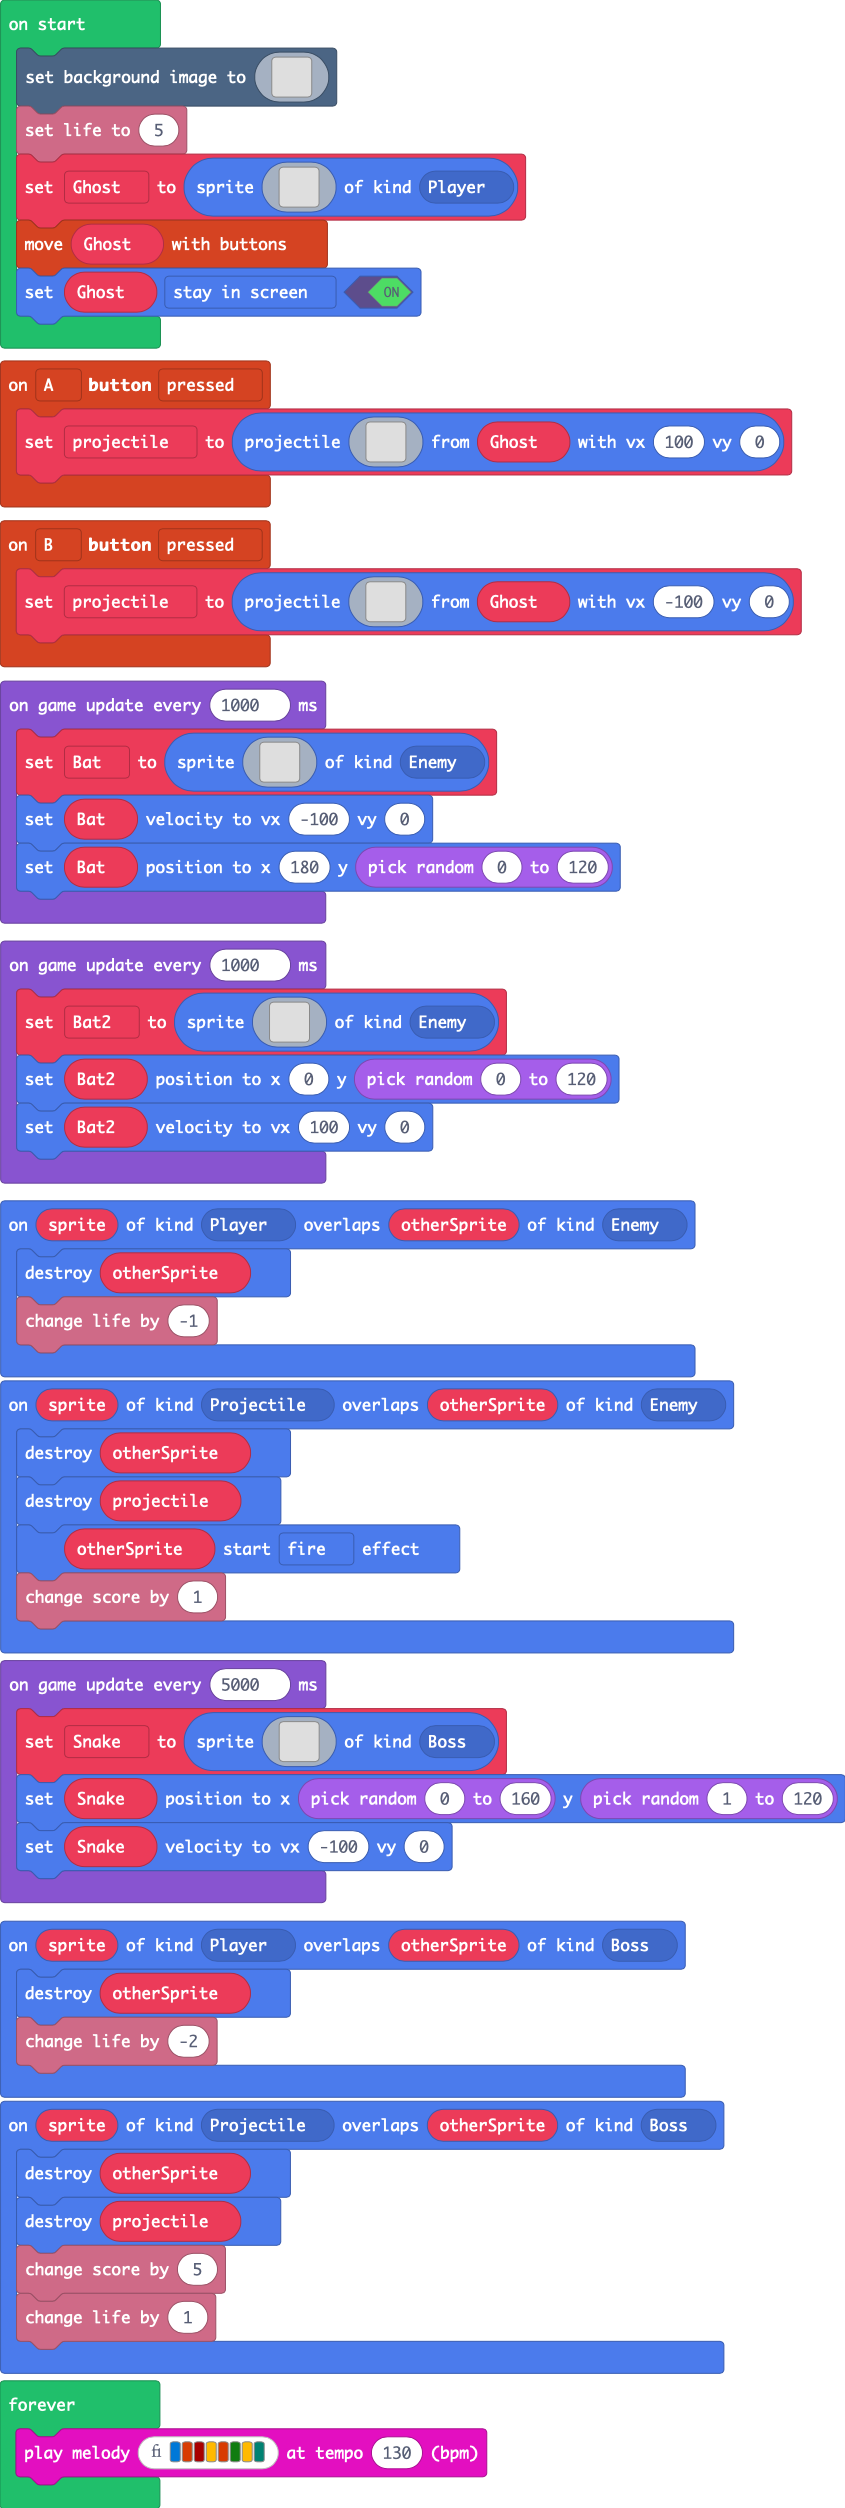 on start
set background image to
set life to 5
set Ghost to sprite of kind Player
move Ghost with buttons
set Ghost stay in screen ON
on A button pressed
set projectile to projectile from Ghost with vx 100 vy 0
on B button pressed
set projectile to projectile from Ghost with vx -100 vy 0
on game update every 1000 ms
set Bat to sprite of kind Enemy
set Bat velocity to vx -100 vy 0
set Bat position to x 180 y pick random 0 to 120
on game update every 1000 ms
set Bat2 to sprite of kind Enemy
set Bat2 position to x 0 y pick random 0 to 120
set Bat2 velocity to vx 100 vy 0
on sprite of kind Player overlaps otherSprite of kind Enemy
destroy otherSprite
change life by -1
on sprite of kind Projectile overlaps otherSprite of kind Enemy
destroy otherSprite
destroy projectile
otherSprite start fire effect
change score by 1
on game update every 5000 ms
set Snake to sprite of kind Boss
set Snake position to x pick random 0 to 160 y pick random 1 to 120
set Snake velocity to vx -100 vy 0
on sprite of kind Player overlaps otherSprite of kind Boss
destroy otherSprite
change life by -2
on sprite of kind Projectile overlaps otherSprite of kind Boss
destroy otherSprite
destroy projectile
change score by 5
change life by 1
forever
play melody fi at tempo 130 (bpm)